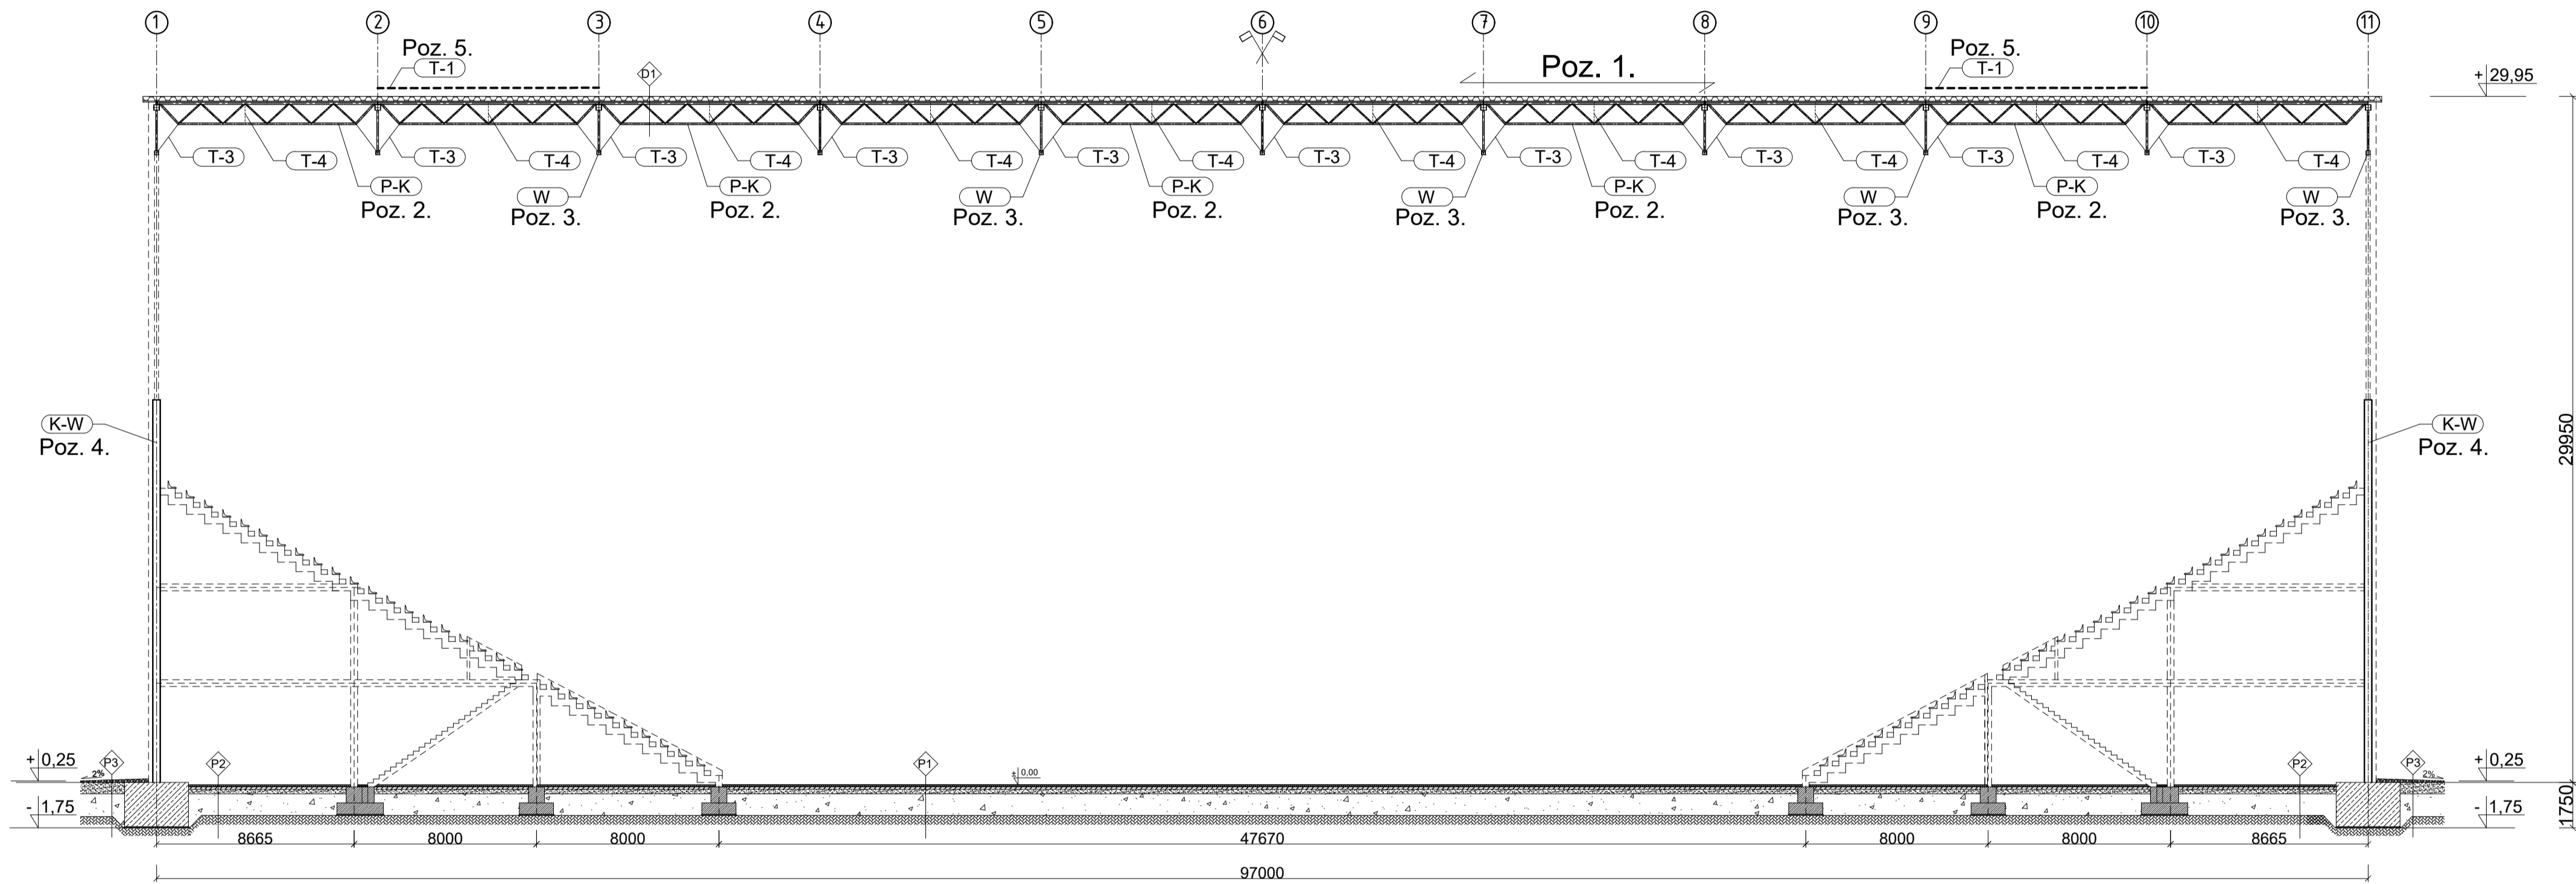 1 2 3 4 5 6 7 8 9 10 11
Poz. 5. Poz. 5.
T-1 T-1
D1
Poz. 1.
+ 29,95
T-3 T-4 T-3 T-4 T-3 T-4 T-3 T-4 T-3 T-4 T-3 T-4 T-3 T-4 T-3 T-4 T-3 T-4 T-3 T-4
P-K P-K P-K P-K P-K
Poz. 2. Poz. 2. Poz. 2. Poz. 2. Poz. 2.
W W W W W
Poz. 3. Poz. 3. Poz. 3. Poz. 3. Poz. 3.
K-W K-W
Poz. 4. Poz. 4.
29950
+ 0,25
2%
P3
P2
P1
± 0,00
P2
P3
2%
+ 0,25
- 1,75
- 1,75
1750
8665 8000 8000 47670 8000 8000 8665
97000